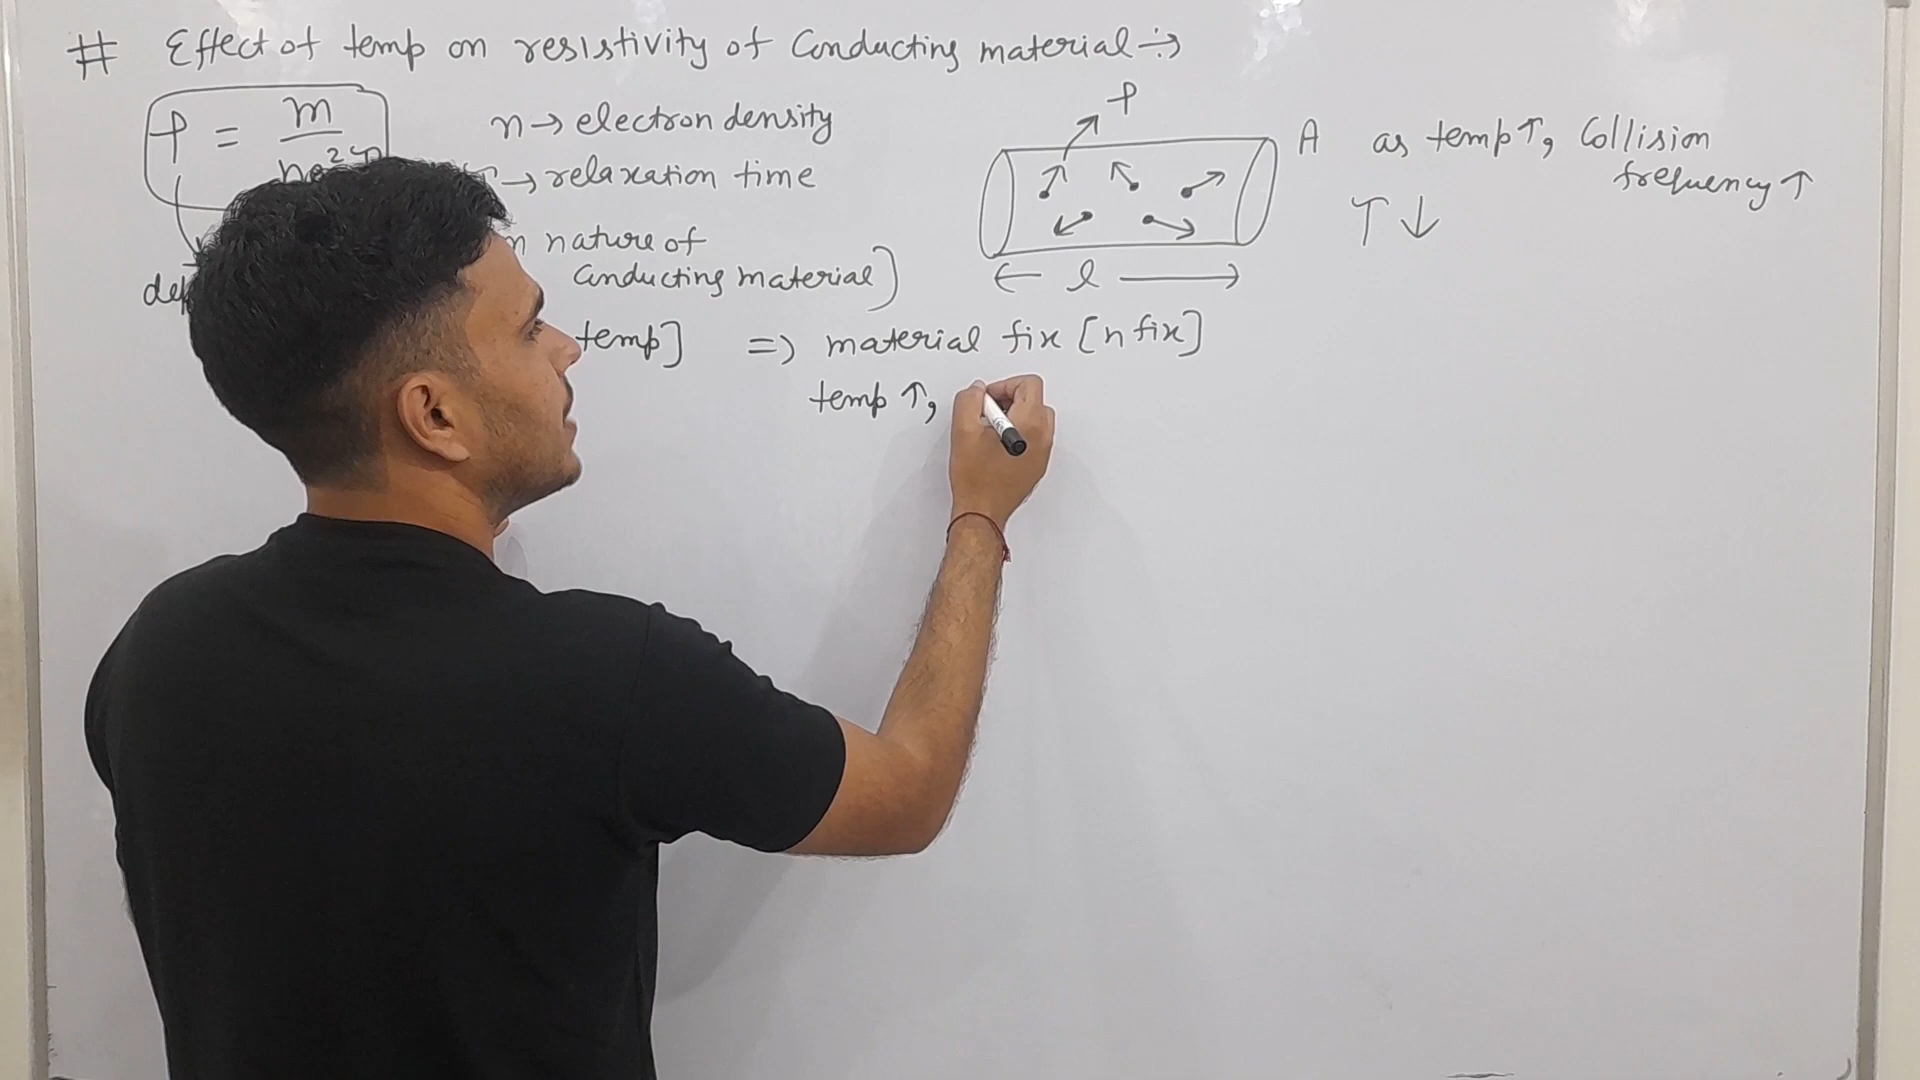 # Effect of temp on resistivity of Conducting material ÷>
ρ = m
n → electron density
→ relaxation time
nature of
Conducting material)
temp]
=) material fix [n fix]
temp ↑,
ρ
A
← l →
as temp ↑, Collision
frequency ↑
τ ↓